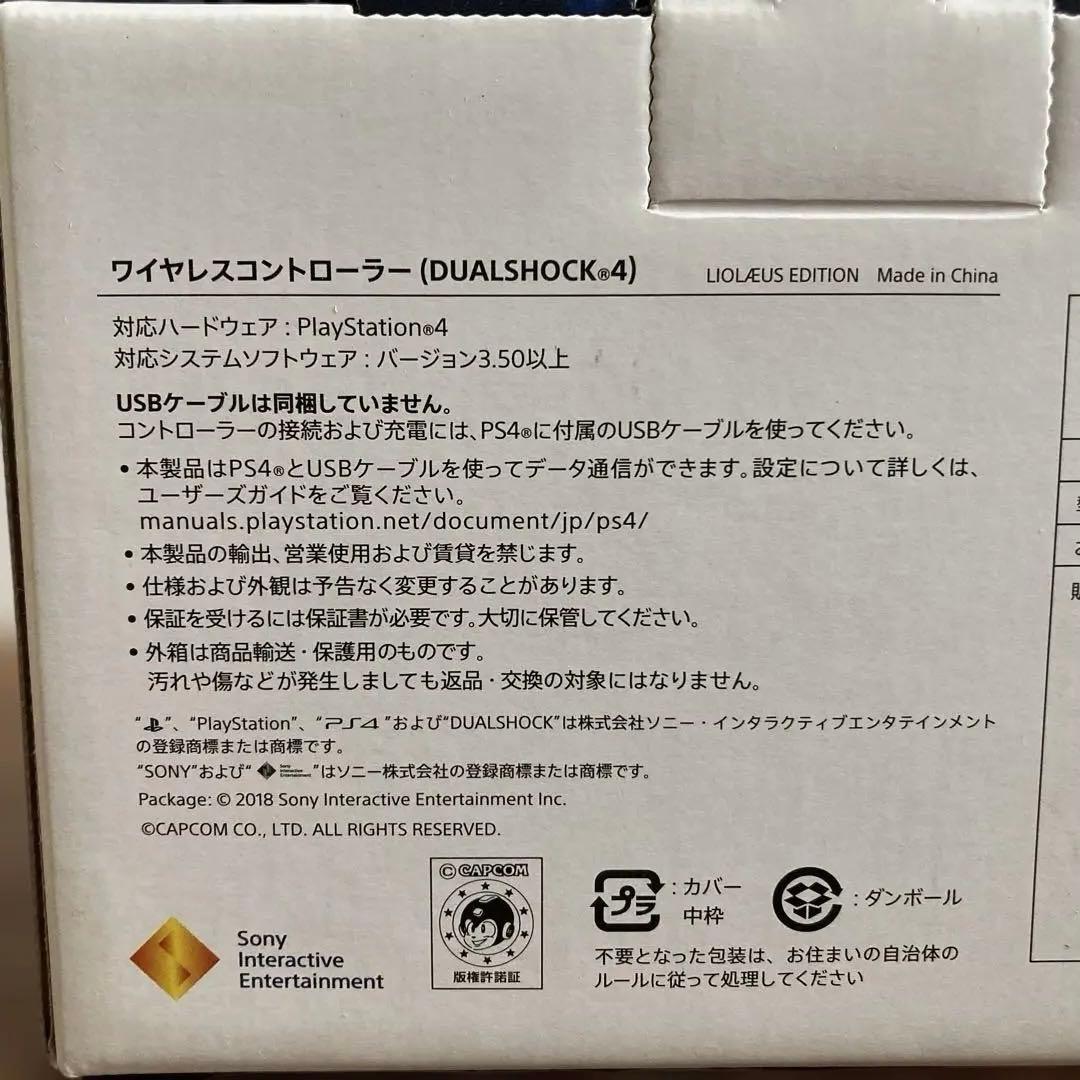 ワイヤレスコントローラー (DUALSHOCK®4) LIOLÆUS EDITION Made in China
対応ハードウェア : PlayStation®4
対応システムソフトウェア : バージョン3.50以上
USBケーブルは同梱していません。
コントローラーの接続および充電には、PS4®に付属のUSBケーブルを使ってください。
• 本製品はPS4®とUSBケーブルを使ってデータ通信ができます。設定について詳しくは、
ユーザーズガイドをご覧ください。
manuals.playstation.net/document/jp/ps4/
• 本製品の輸出、営業使用および賃貸を禁じます。
• 仕様および外観は予告なく変更することがあります。
• 保証を受けるには保証書が必要です。大切に保管してください。
• 外箱は商品輸送・保護用のものです。
汚れや傷などが発生しましても返品・交換の対象にはなりません。
“PS”、“PlayStation”、“PS4”および“DUALSHOCK”は株式会社ソニー・インタラクティブエンタテインメント
の登録商標または商標です。
“SONY”および“Sony Interactive Entertainment”はソニー株式会社の登録商標または商標です。
Package: © 2018 Sony Interactive Entertainment Inc.
©CAPCOM CO., LTD. ALL RIGHTS RESERVED.
Sony
Interactive
Entertainment
© CAPCOM
版権許諾証
プラ : カバー
中枠
: ダンボール
不要となった包装は、お住まいの自治体の
ルールに従って処理してください